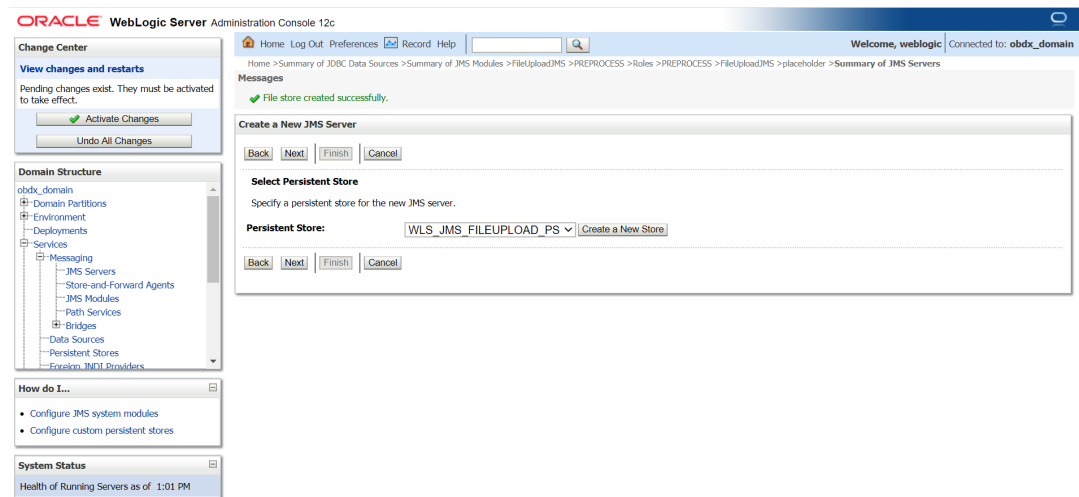 ORACLE® WebLogic Server Administration Console 12c
Change Center
View changes and restarts
Pending changes exist. They must be activated
to take effect.
Activate Changes
Undo All Changes
Domain Structure
obdx_domain
Domain Partitions
Environment
Deployments
Services
Messaging
JMS Servers
Store-and-Forward Agents
JMS Modules
Path Services
Bridges
Data Sources
Persistent Stores
Foreign JNDI Providers
How do I...
Configure JMS system modules
Configure custom persistent stores
System Status
Health of Running Servers as of 1:01 PM
Home Log Out Preferences Record Help
Welcome, weblogic Connected to: obdx_domain
Home >Summary of JDBC Data Sources >Summary of JMS Modules >FileUploadJMS >PREPROCESS >Roles >PREPROCESS >FileUploadJMS >placeholder >Summary of JMS Servers
Messages
File store created successfully.
Create a New JMS Server
Back Next Finish Cancel
Select Persistent Store
Specify a persistent store for the new JMS server.
Persistent Store: WLS_JMS_FILEUPLOAD_PS Create a New Store
Back Next Finish Cancel